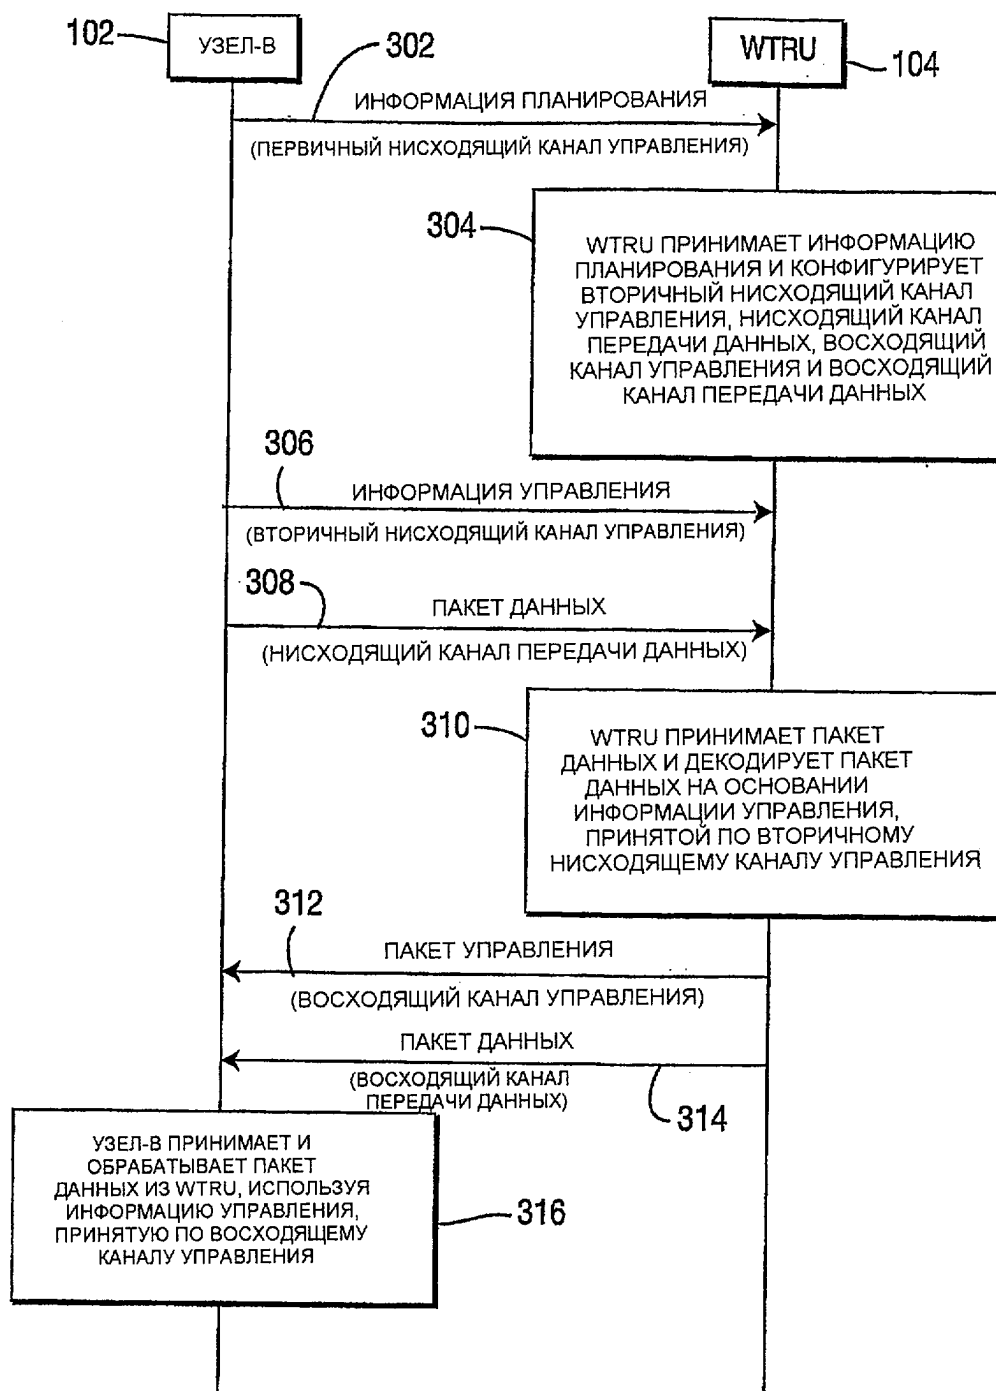 102
УЗЕЛ-В
302
WTRU
104
ИНФОРМАЦИЯ ПЛАНИРОВАНИЯ
(ПЕРВИЧНЫЙ НИСХОДЯЩИЙ КАНАЛ УПРАВЛЕНИЯ)
304
WTRU ПРИНИМАЕТ ИНФОРМАЦИЮ
ПЛАНИРОВАНИЯ И КОНФИГУРИРУЕТ
ВТОРИЧНЫЙ НИСХОДЯЩИЙ КАНАЛ
УПРАВЛЕНИЯ, НИСХОДЯЩИЙ КАНАЛ
ПЕРЕДАЧИ ДАННЫХ, ВОСХОДЯЩИЙ
КАНАЛ УПРАВЛЕНИЯ И ВОСХОДЯЩИЙ
КАНАЛ ПЕРЕДАЧИ ДАННЫХ
306
ИНФОРМАЦИЯ УПРАВЛЕНИЯ
(ВТОРИЧНЫЙ НИСХОДЯЩИЙ КАНАЛ УПРАВЛЕНИЯ)
308
ПАКЕТ ДАННЫХ
(НИСХОДЯЩИЙ КАНАЛ ПЕРЕДАЧИ ДАННЫХ)
310
WTRU ПРИНИМАЕТ ПАКЕТ
ДАННЫХ И ДЕКОДИРУЕТ ПАКЕТ
ДАННЫХ НА ОСНОВАНИИ
ИНФОРМАЦИИ УПРАВЛЕНИЯ,
ПРИНЯТОЙ ПО ВТОРИЧНОМУ
НИСХОДЯЩЕМУ КАНАЛУ УПРАВЛЕНИЯ
312
ПАКЕТ УПРАВЛЕНИЯ
(ВОСХОДЯЩИЙ КАНАЛ УПРАВЛЕНИЯ)
ПАКЕТ ДАННЫХ
(ВОСХОДЯЩИЙ КАНАЛ
ПЕРЕДАЧИ ДАННЫХ)
314
УЗЕЛ-В ПРИНИМАЕТ И
ОБРАБАТЫВАЕТ ПАКЕТ
ДАННЫХ ИЗ WTRU, ИСПОЛЬЗУЯ
ИНФОРМАЦИЮ УПРАВЛЕНИЯ,
ПРИНЯТУЮ ПО ВОСХОДЯЩЕМУ
КАНАЛУ УПРАВЛЕНИЯ
316